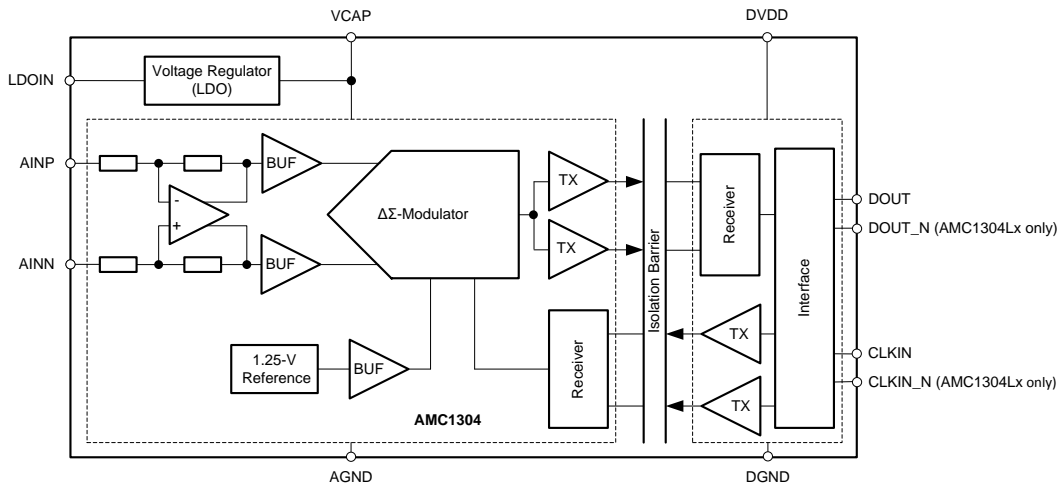 VCAP
DVDD
LDOIN
Voltage Regulator
(LDO)
AINP
BUF
-
+
AINN
BUF
ΔΣ-Modulator
TX
TX
Isolation Barrier
Receiver
Interface
DOUT
DOUT_N (AMC1304Lx only)
1.25-V
Reference
BUF
Receiver
TX
TX
CLKIN
CLKIN_N (AMC1304Lx only)
AMC1304
AGND
DGND